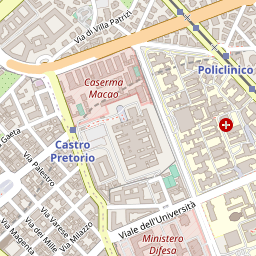 Via di Villa Patrizi
Policlinico
Caserma
Macao
Gaeta
Castro
Pretorio
Via Palestro
Via Varese
Via dei Mille
Via Magenta
Via Milazzo
Viale dell'Università
Ministero
Difesa